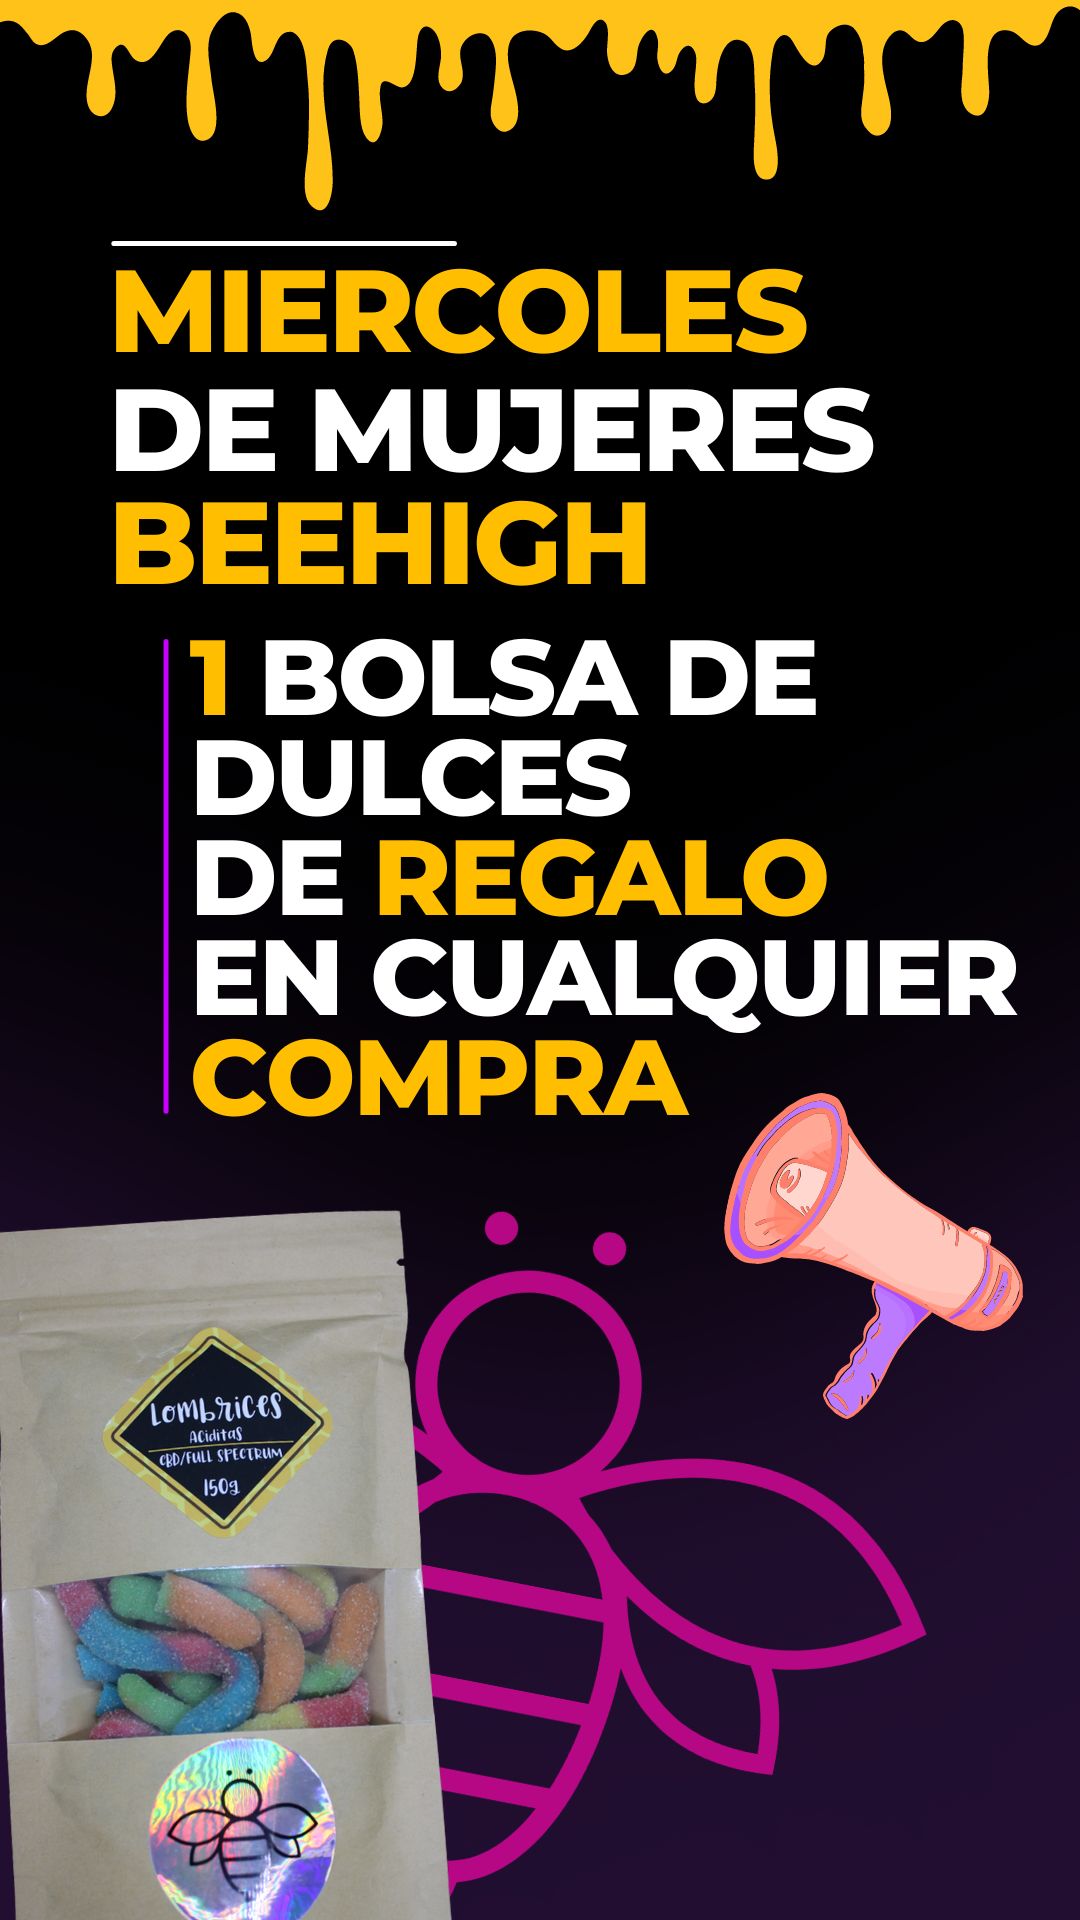 MIERCOLES
DE MUJERES
BEEHIGH
1 BOLSA DE
DULCES
DE REGALO
EN CUALQUIER
COMPRA
LOMBRICES
ACIDITAS
CBD/FULL SPECTRUM
150g